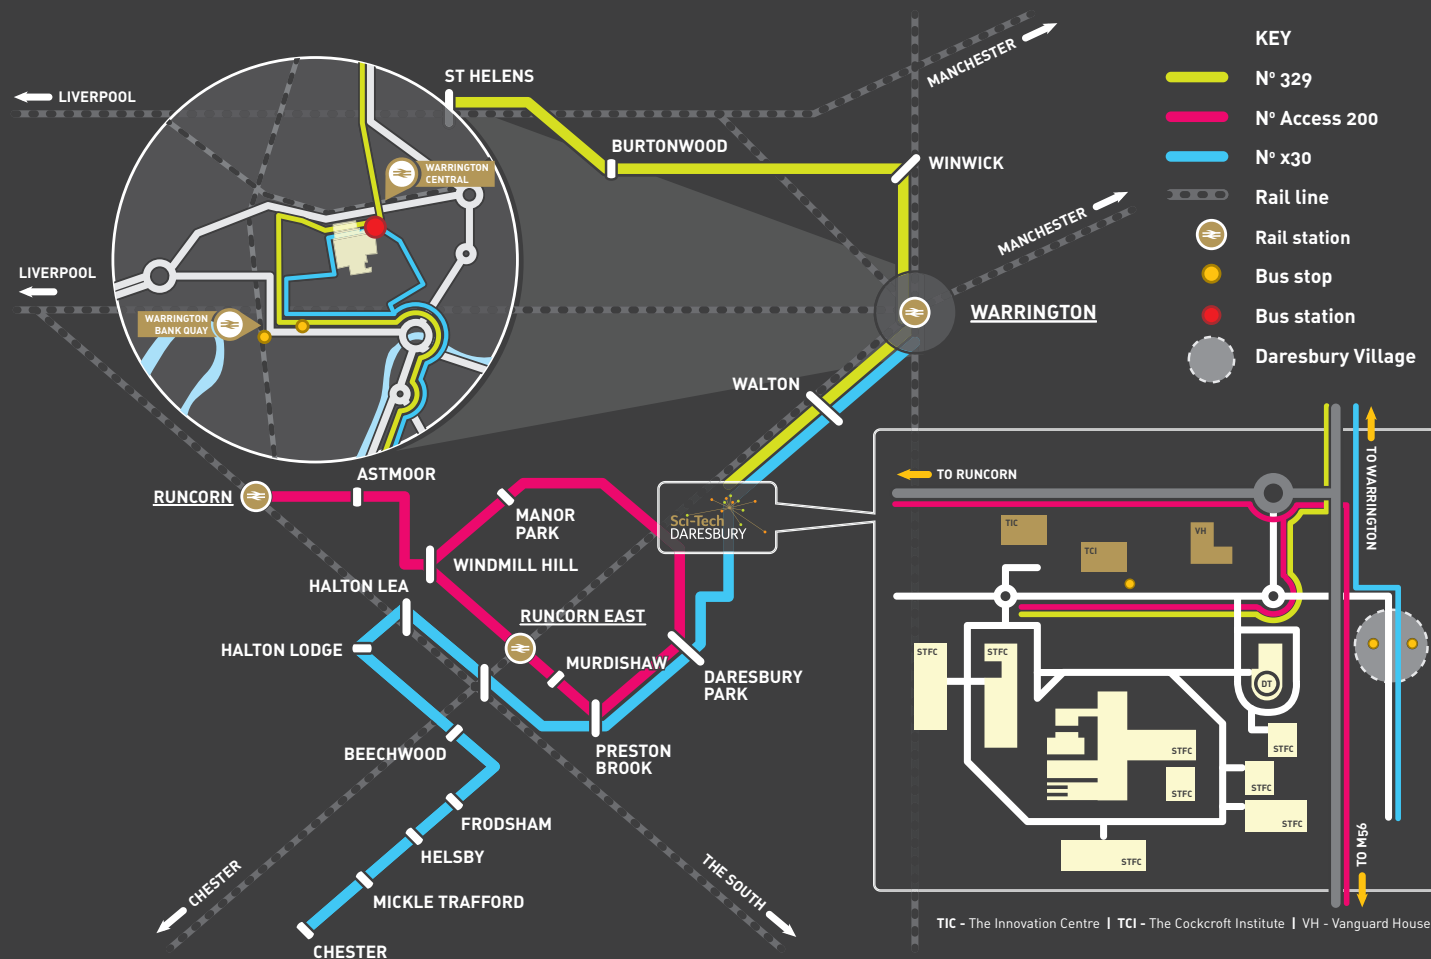 KEY
Nº 329
Nº Access 200
Nº x30
Rail line
Rail station
Bus stop
Bus station
Daresbury Village
LIVERPOOL
ST HELENS
MANCHESTER
BURTONWOOD
WINWICK
WARRINGTON
CENTRAL
MANCHESTER
LIVERPOOL
WARRINGTON
BANK QUAY
WARRINGTON
WALTON
RUNCORN
ASTMOOR
MANOR
PARK
Sci-Tech
DARESBURY
WINDMILL HILL
HALTON LEA
RUNCORN EAST
HALTON LODGE
MURDISHAW
DARESBURY
PARK
BEECHWOOD
PRESTON
BROOK
FRODSHAM
HELSBY
MICKLE TRAFFORD
CHESTER
CHESTER
THE SOUTH
TO RUNCORN
TO WARRINGTON
TIC
TCI
VH
STFC
STFC
DT
STFC
STFC
STFC
STFC
STFC
STFC
TO M56
TIC - The Innovation Centre | TCI - The Cockcroft Institute | VH - Vanguard House